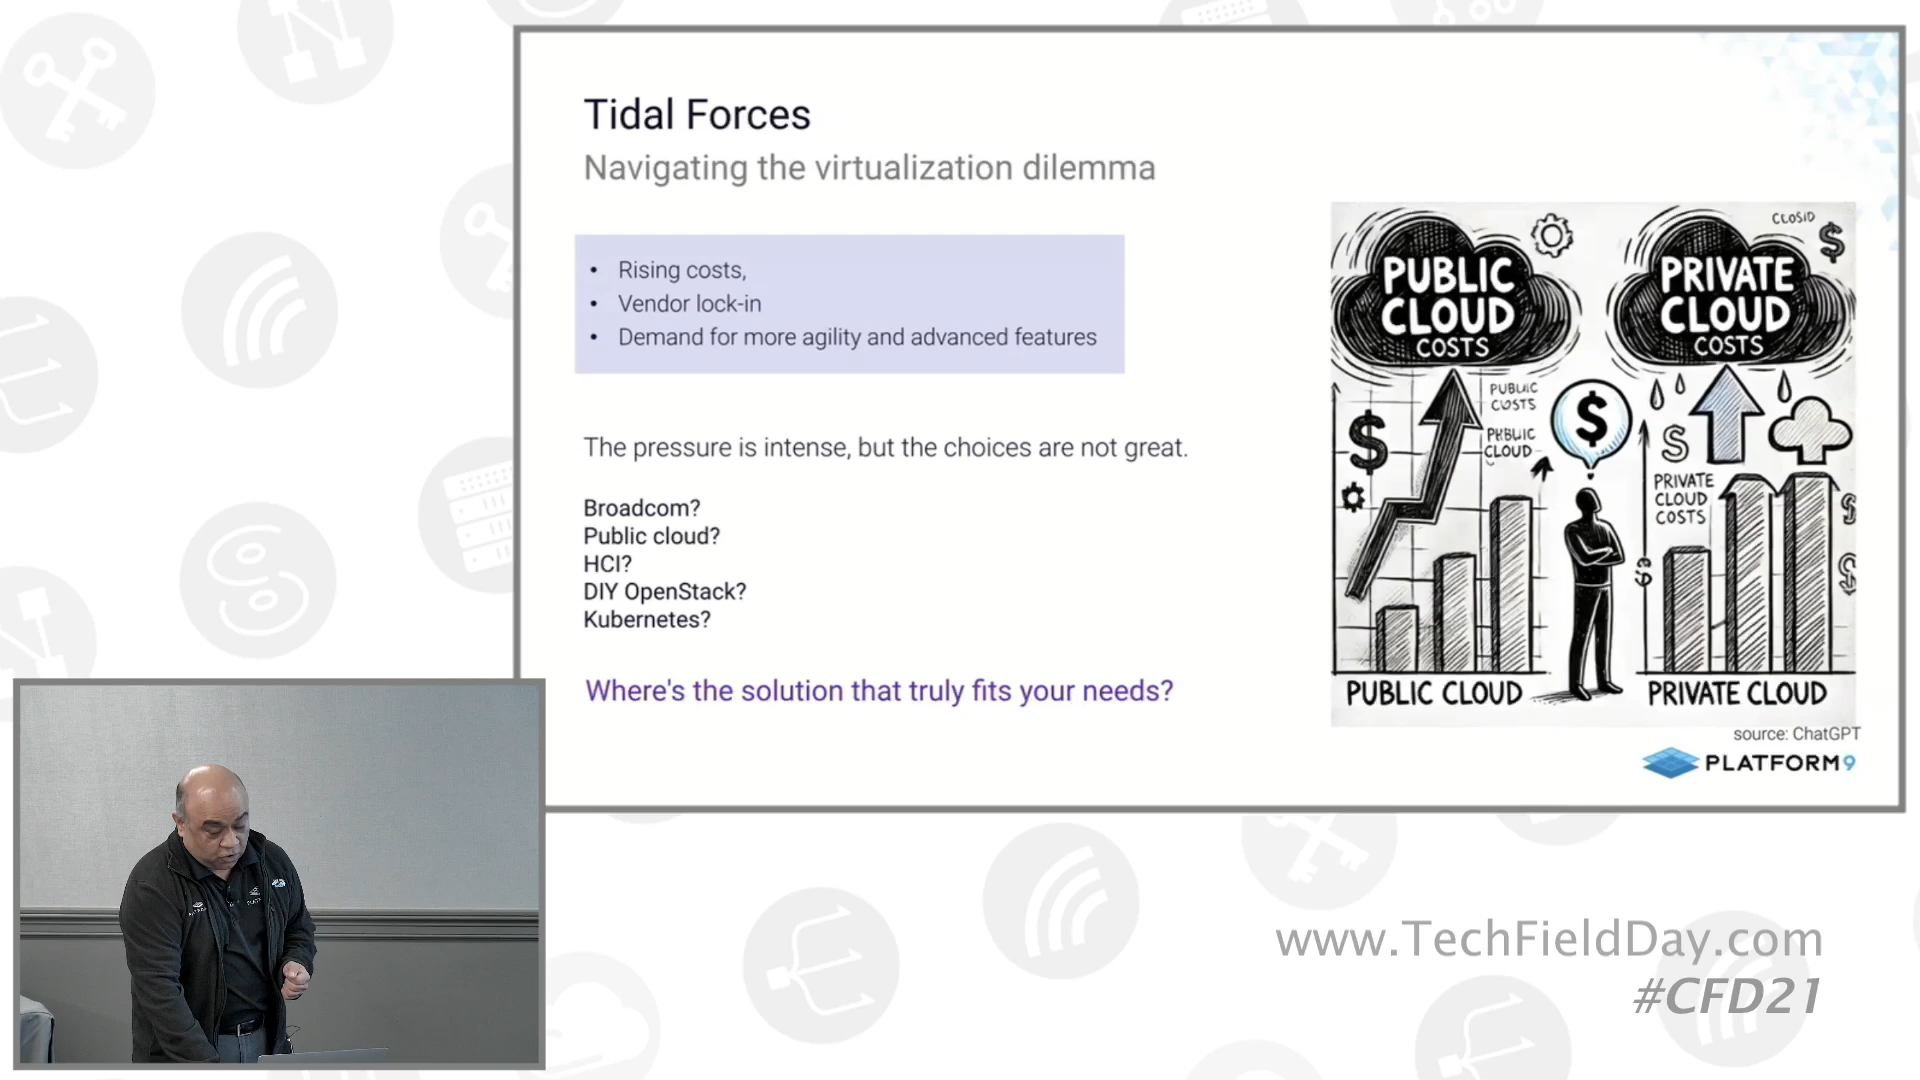 Tidal Forces
Navigating the virtualization dilemma
• Rising costs,
• Vendor lock-in
• Demand for more agility and advanced features
The pressure is intense, but the choices are not great.
Broadcom?
Public cloud?
HCI?
DIY OpenStack?
Kubernetes?
Where's the solution that truly fits your needs?
PUBLIC
CLOUD
COSTS
PRIVATE
CLOUD
COSTS
CLOSID
$
PUBLIC
COSTS
PUBLIC
CLOUD
$
$
S
PRIVATE
CLOUD
COSTS
PUBLIC CLOUD
PRIVATE CLOUD
source: ChatGPT
PLATFORM9
www.TechFieldDay.com
#CFD21